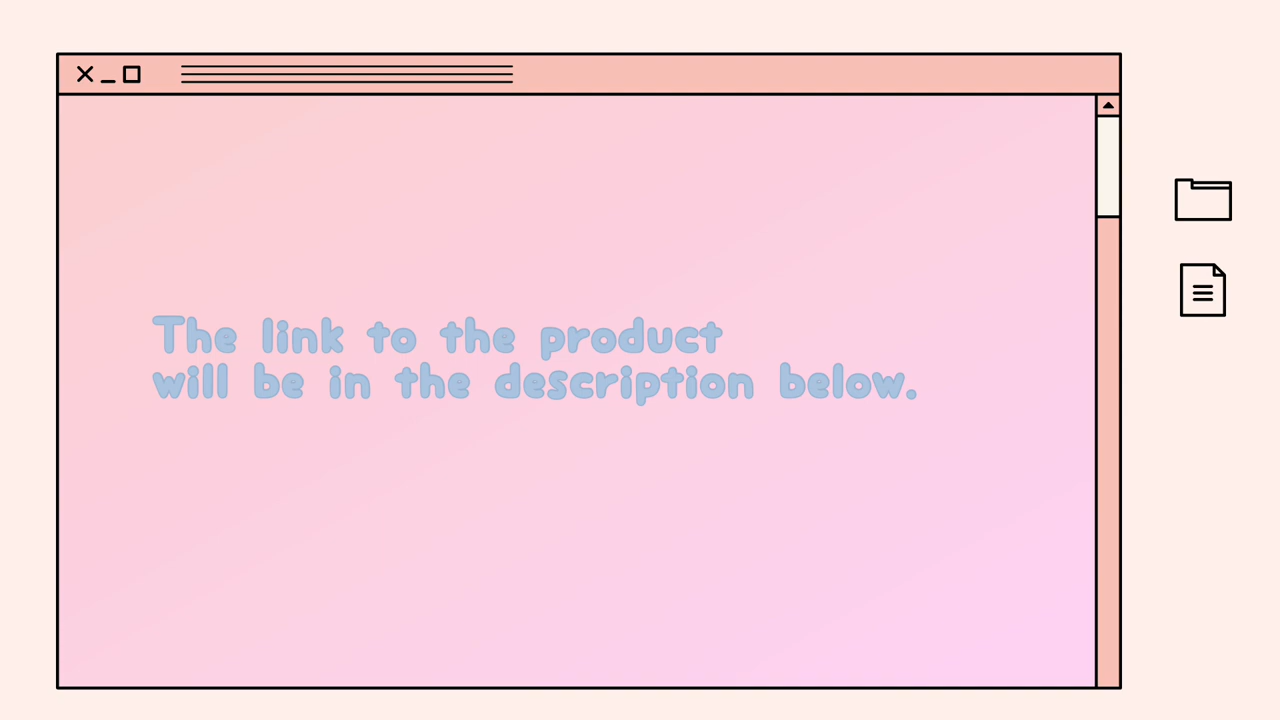 The link to the product
will be in the description below.